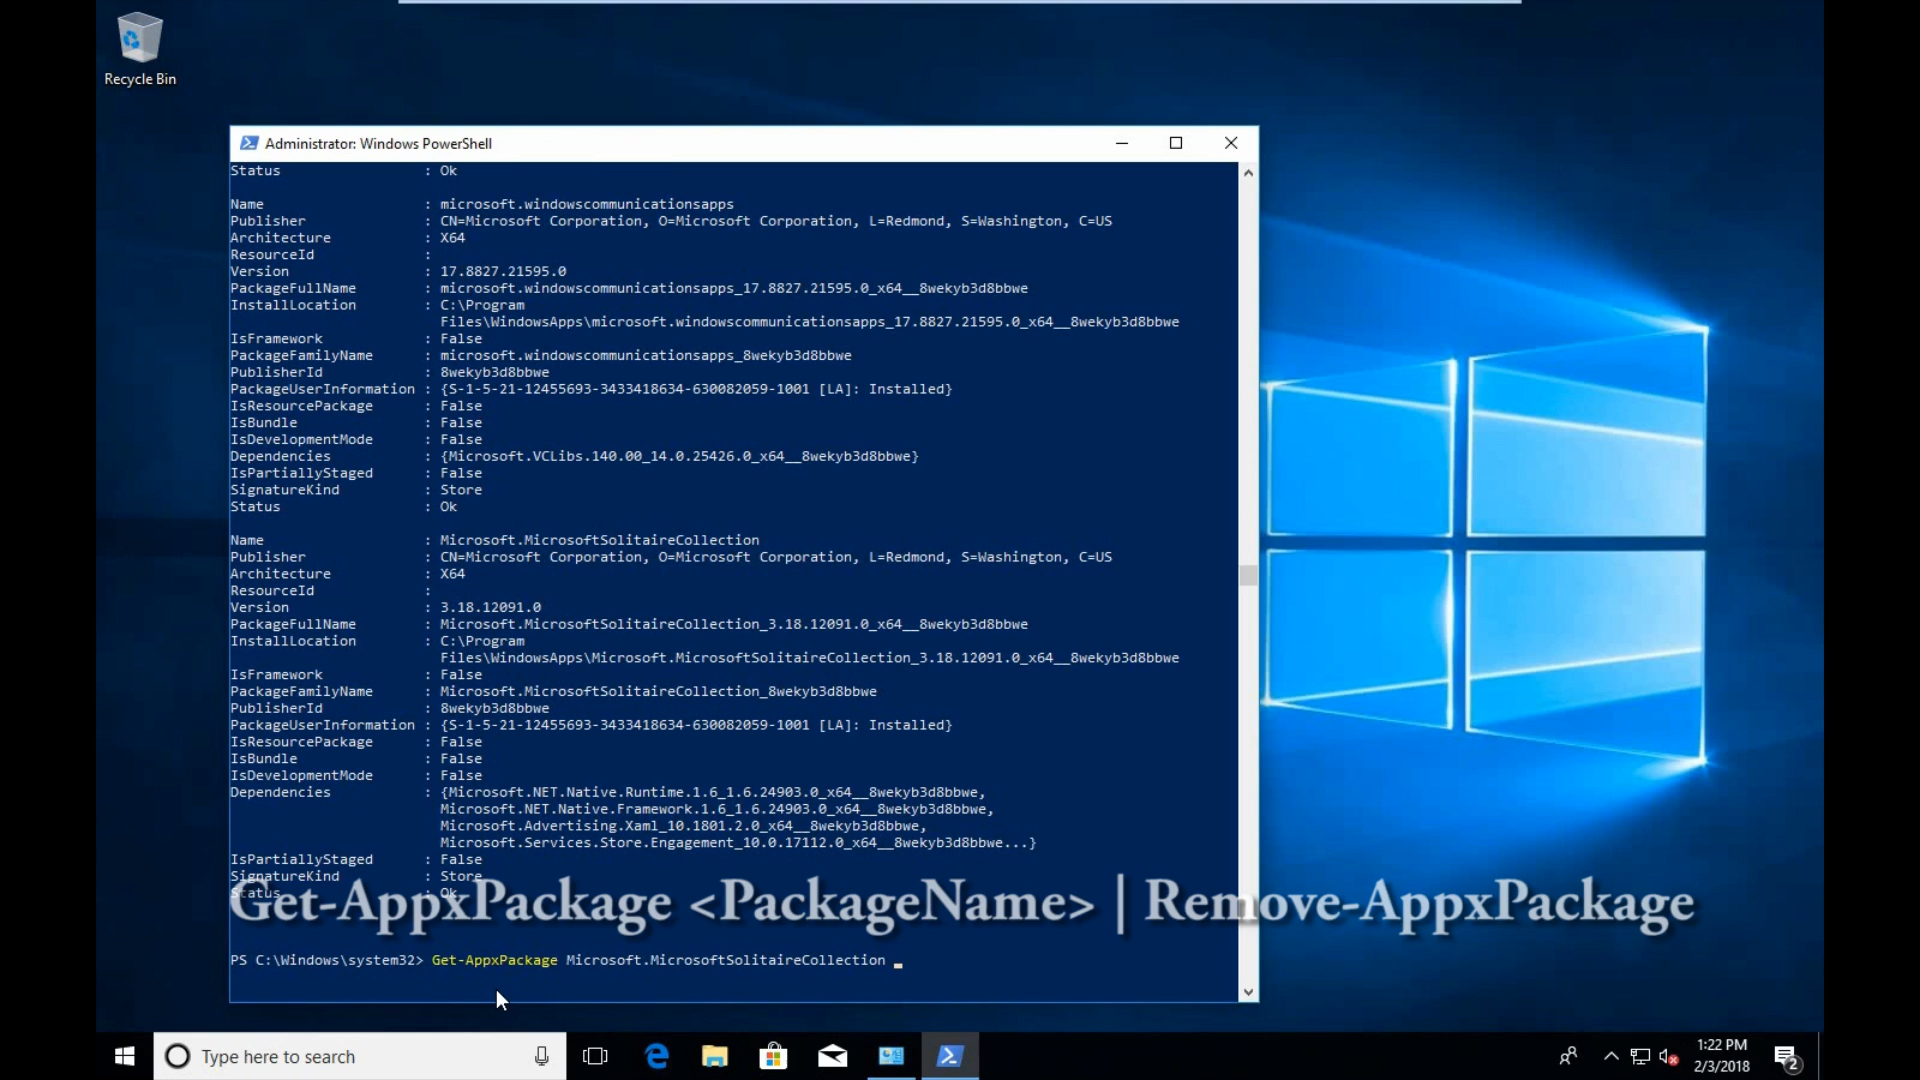 Recycle Bin
Administrator: Windows PowerShell
Status : Ok
Name : microsoft.windowscommunicationsapps
Publisher : CN=Microsoft Corporation, O=Microsoft Corporation, L=Redmond, S=Washington, C=US
Architecture : X64
ResourceId :
Version : 17.8827.21595.0
PackageFullName : microsoft.windowscommunicationsapps_17.8827.21595.0_x64__8wekyb3d8bbwe
InstallLocation : C:\Program
Files\WindowsApps\microsoft.windowscommunicationsapps_17.8827.21595.0_x64__8wekyb3d8bbwe
IsFramework : False
PackageFamilyName : microsoft.windowscommunicationsapps_8wekyb3d8bbwe
PublisherId : 8wekyb3d8bbwe
PackageUserInformation : {S-1-5-21-12455693-3433418634-630082059-1001 [LA]: Installed}
IsResourcePackage : False
IsBundle : False
IsDevelopmentMode : False
Dependencies : {Microsoft.VCLibs.140.00_14.0.25426.0_x64__8wekyb3d8bbwe}
IsPartiallyStaged : False
SignatureKind : Store
Status : Ok
Name : Microsoft.MicrosoftSolitaireCollection
Publisher : CN=Microsoft Corporation, O=Microsoft Corporation, L=Redmond, S=Washington, C=US
Architecture : X64
ResourceId :
Version : 3.18.12091.0
PackageFullName : Microsoft.MicrosoftSolitaireCollection_3.18.12091.0_x64__8wekyb3d8bbwe
InstallLocation : C:\Program
Files\WindowsApps\Microsoft.MicrosoftSolitaireCollection_3.18.12091.0_x64__8wekyb3d8bbwe
IsFramework : False
PackageFamilyName : Microsoft.MicrosoftSolitaireCollection_8wekyb3d8bbwe
PublisherId : 8wekyb3d8bbwe
PackageUserInformation : {S-1-5-21-12455693-3433418634-630082059-1001 [LA]: Installed}
IsResourcePackage : False
IsBundle : False
IsDevelopmentMode : False
Dependencies : {Microsoft.NET.Native.Runtime.1.6_1.6.24903.0_x64__8wekyb3d8bbwe,
Microsoft.NET.Native.Framework.1.6_1.6.24903.0_x64__8wekyb3d8bbwe,
Microsoft.Advertising.Xaml_10.1801.2.0_x64__8wekyb3d8bbwe,
Microsoft.Services.Store.Engagement_10.0.17112.0_x64__8wekyb3d8bbwe...}
IsPartiallyStaged : False
SignatureKind : Store
Status : Ok
Get-AppxPackage <PackageName> | Remove-AppxPackage
PS C:\Windows\system32> Get-AppxPackage Microsoft.MicrosoftSolitaireCollection _
Type here to search
1:22 PM
2/3/2018
2